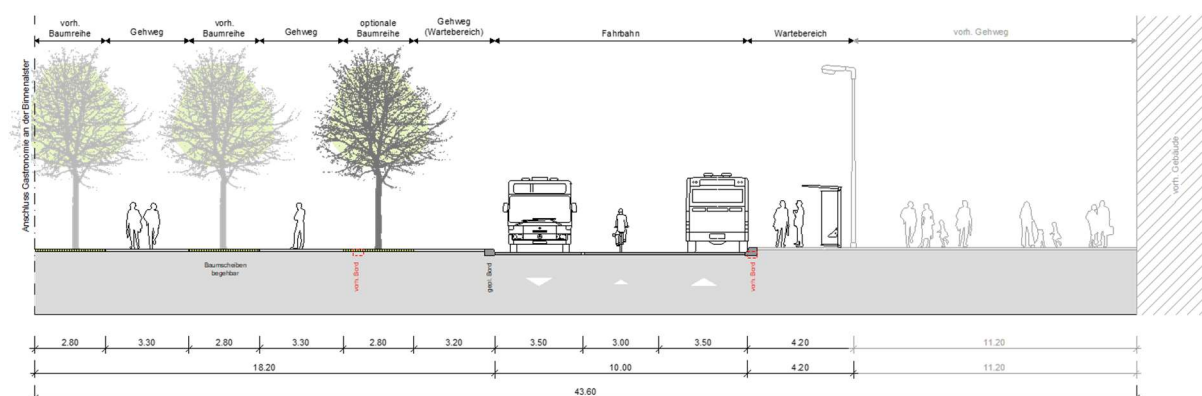 vorh.
Baumreihe
Gehweg
vorh.
Baumreihe
Gehweg
optionale
Baumreihe
Gehweg
(Wartebereich)
Fahrbahn
Wartebereich
vorh. Gehweg
Anschluss Gastronomie an der Binnenalster
vorh. Gebäude
Baumscheiben
begehbar
vorh. Bord
gepl. Bord
vorh. Bord
2.80 3.30 2.80 3.30 2.80 3.20 3.50 3.00 3.50 4.20 11.20
18.20 10.00 4.20 11.20
43.60